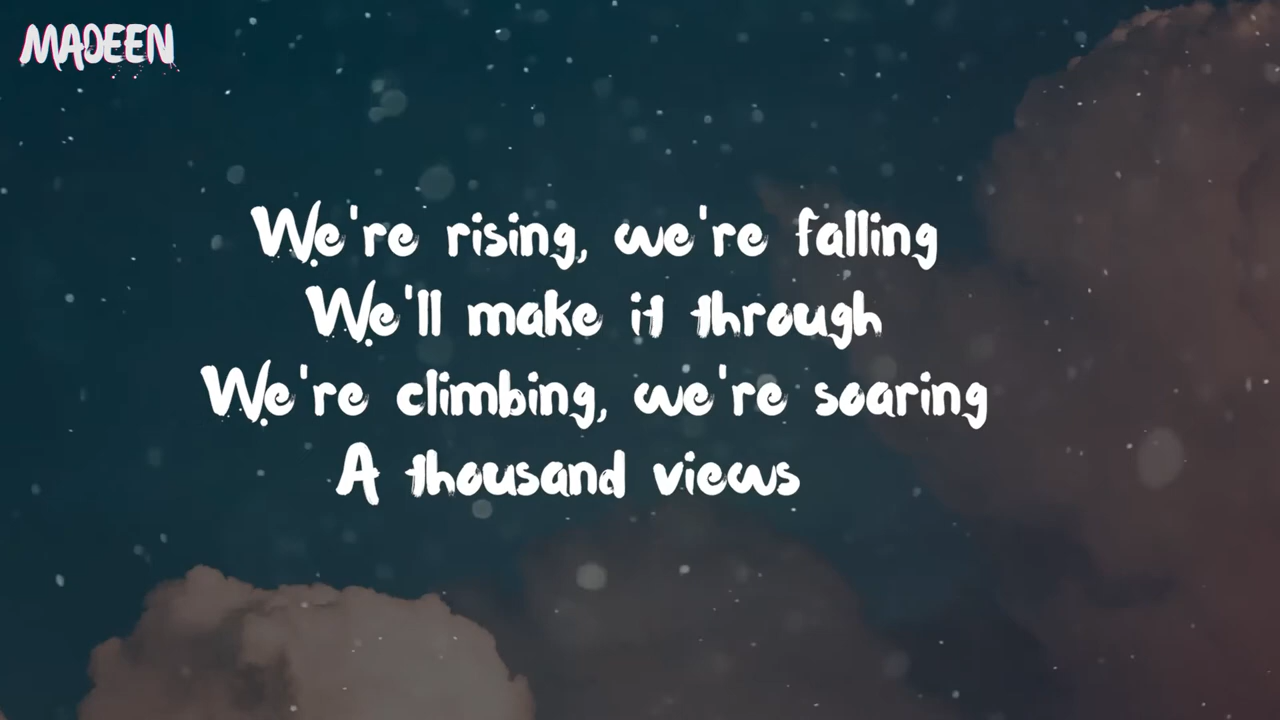 MADEEN
We're rising, we're falling
We'll make it through
We're climbing, we're soaring
A thousand views